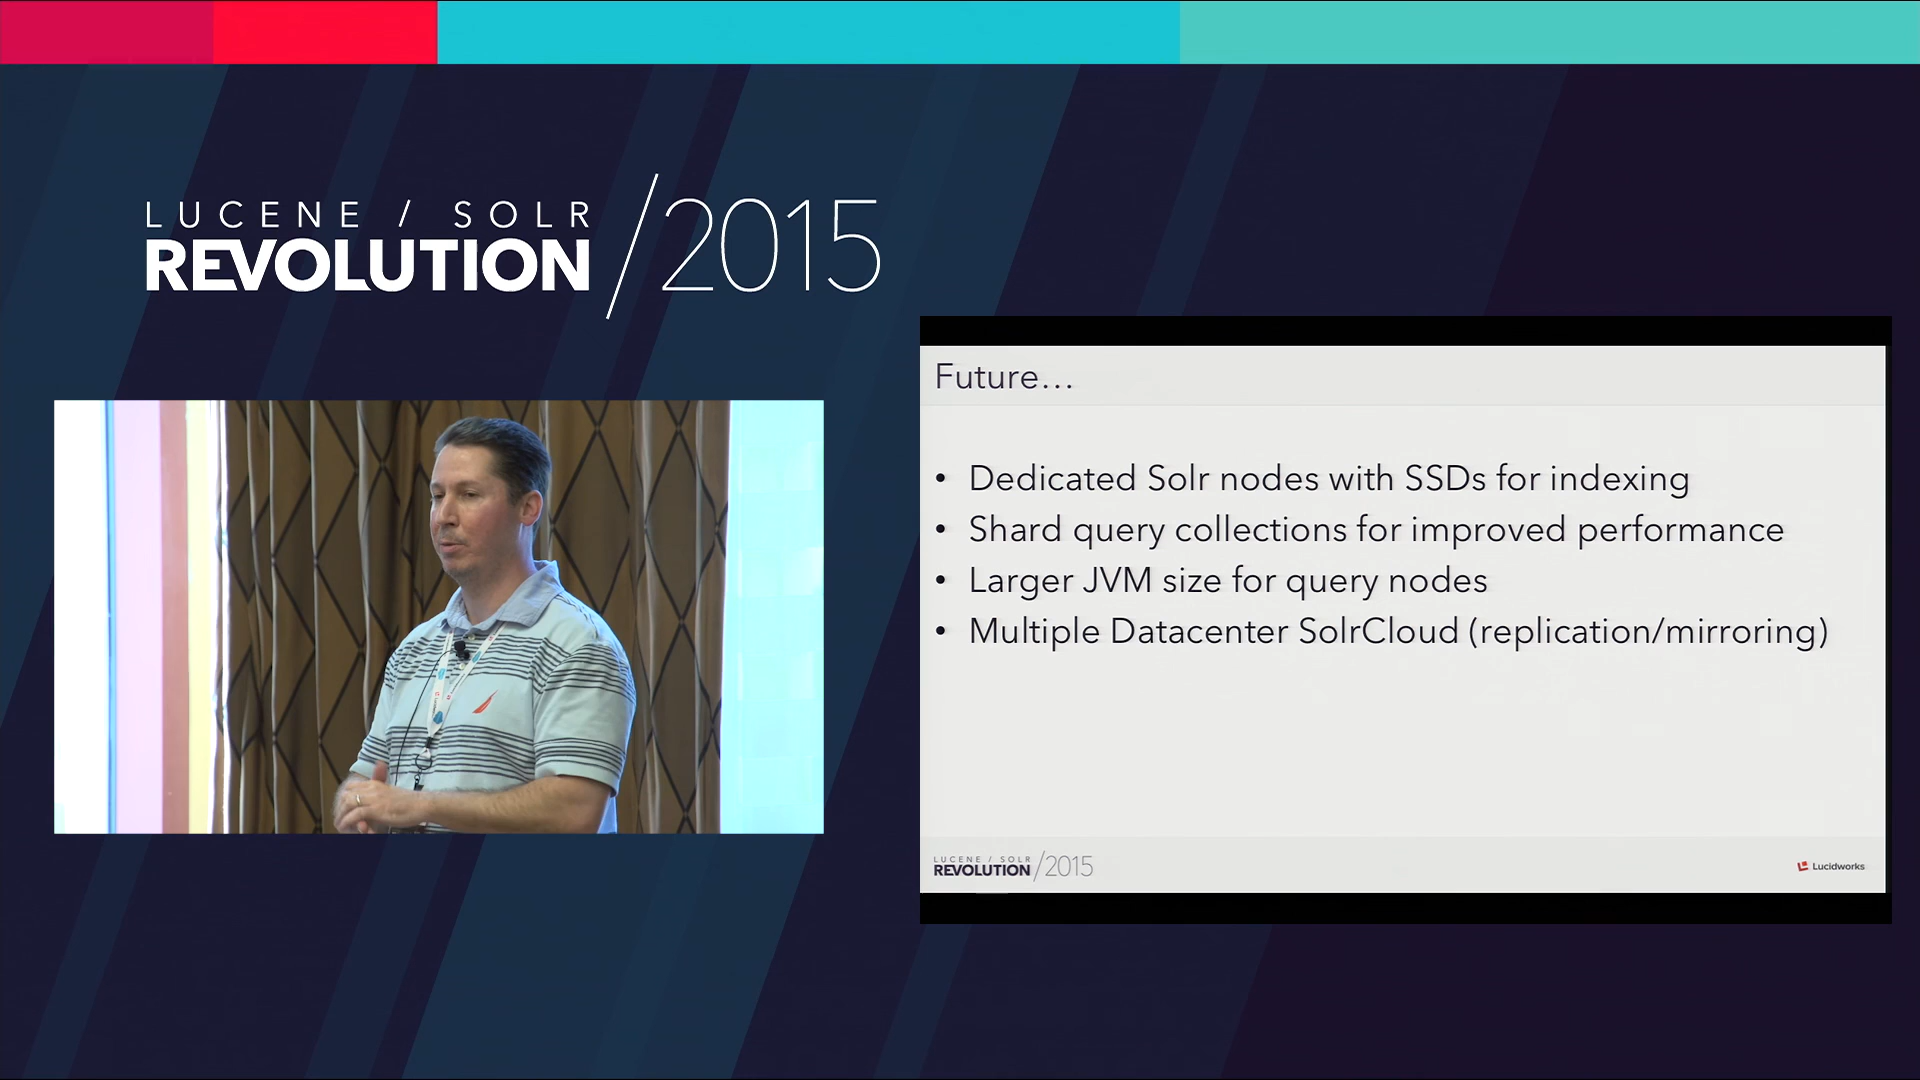 LUCENE / SOLR
REVOLUTION /2015
Future...
• Dedicated Solr nodes with SSDs for indexing
• Shard query collections for improved performance
• Larger JVM size for query nodes
• Multiple Datacenter SolrCloud (replication/mirroring)
LUCENE / SOLR
REVOLUTION /2015
Lucidworks